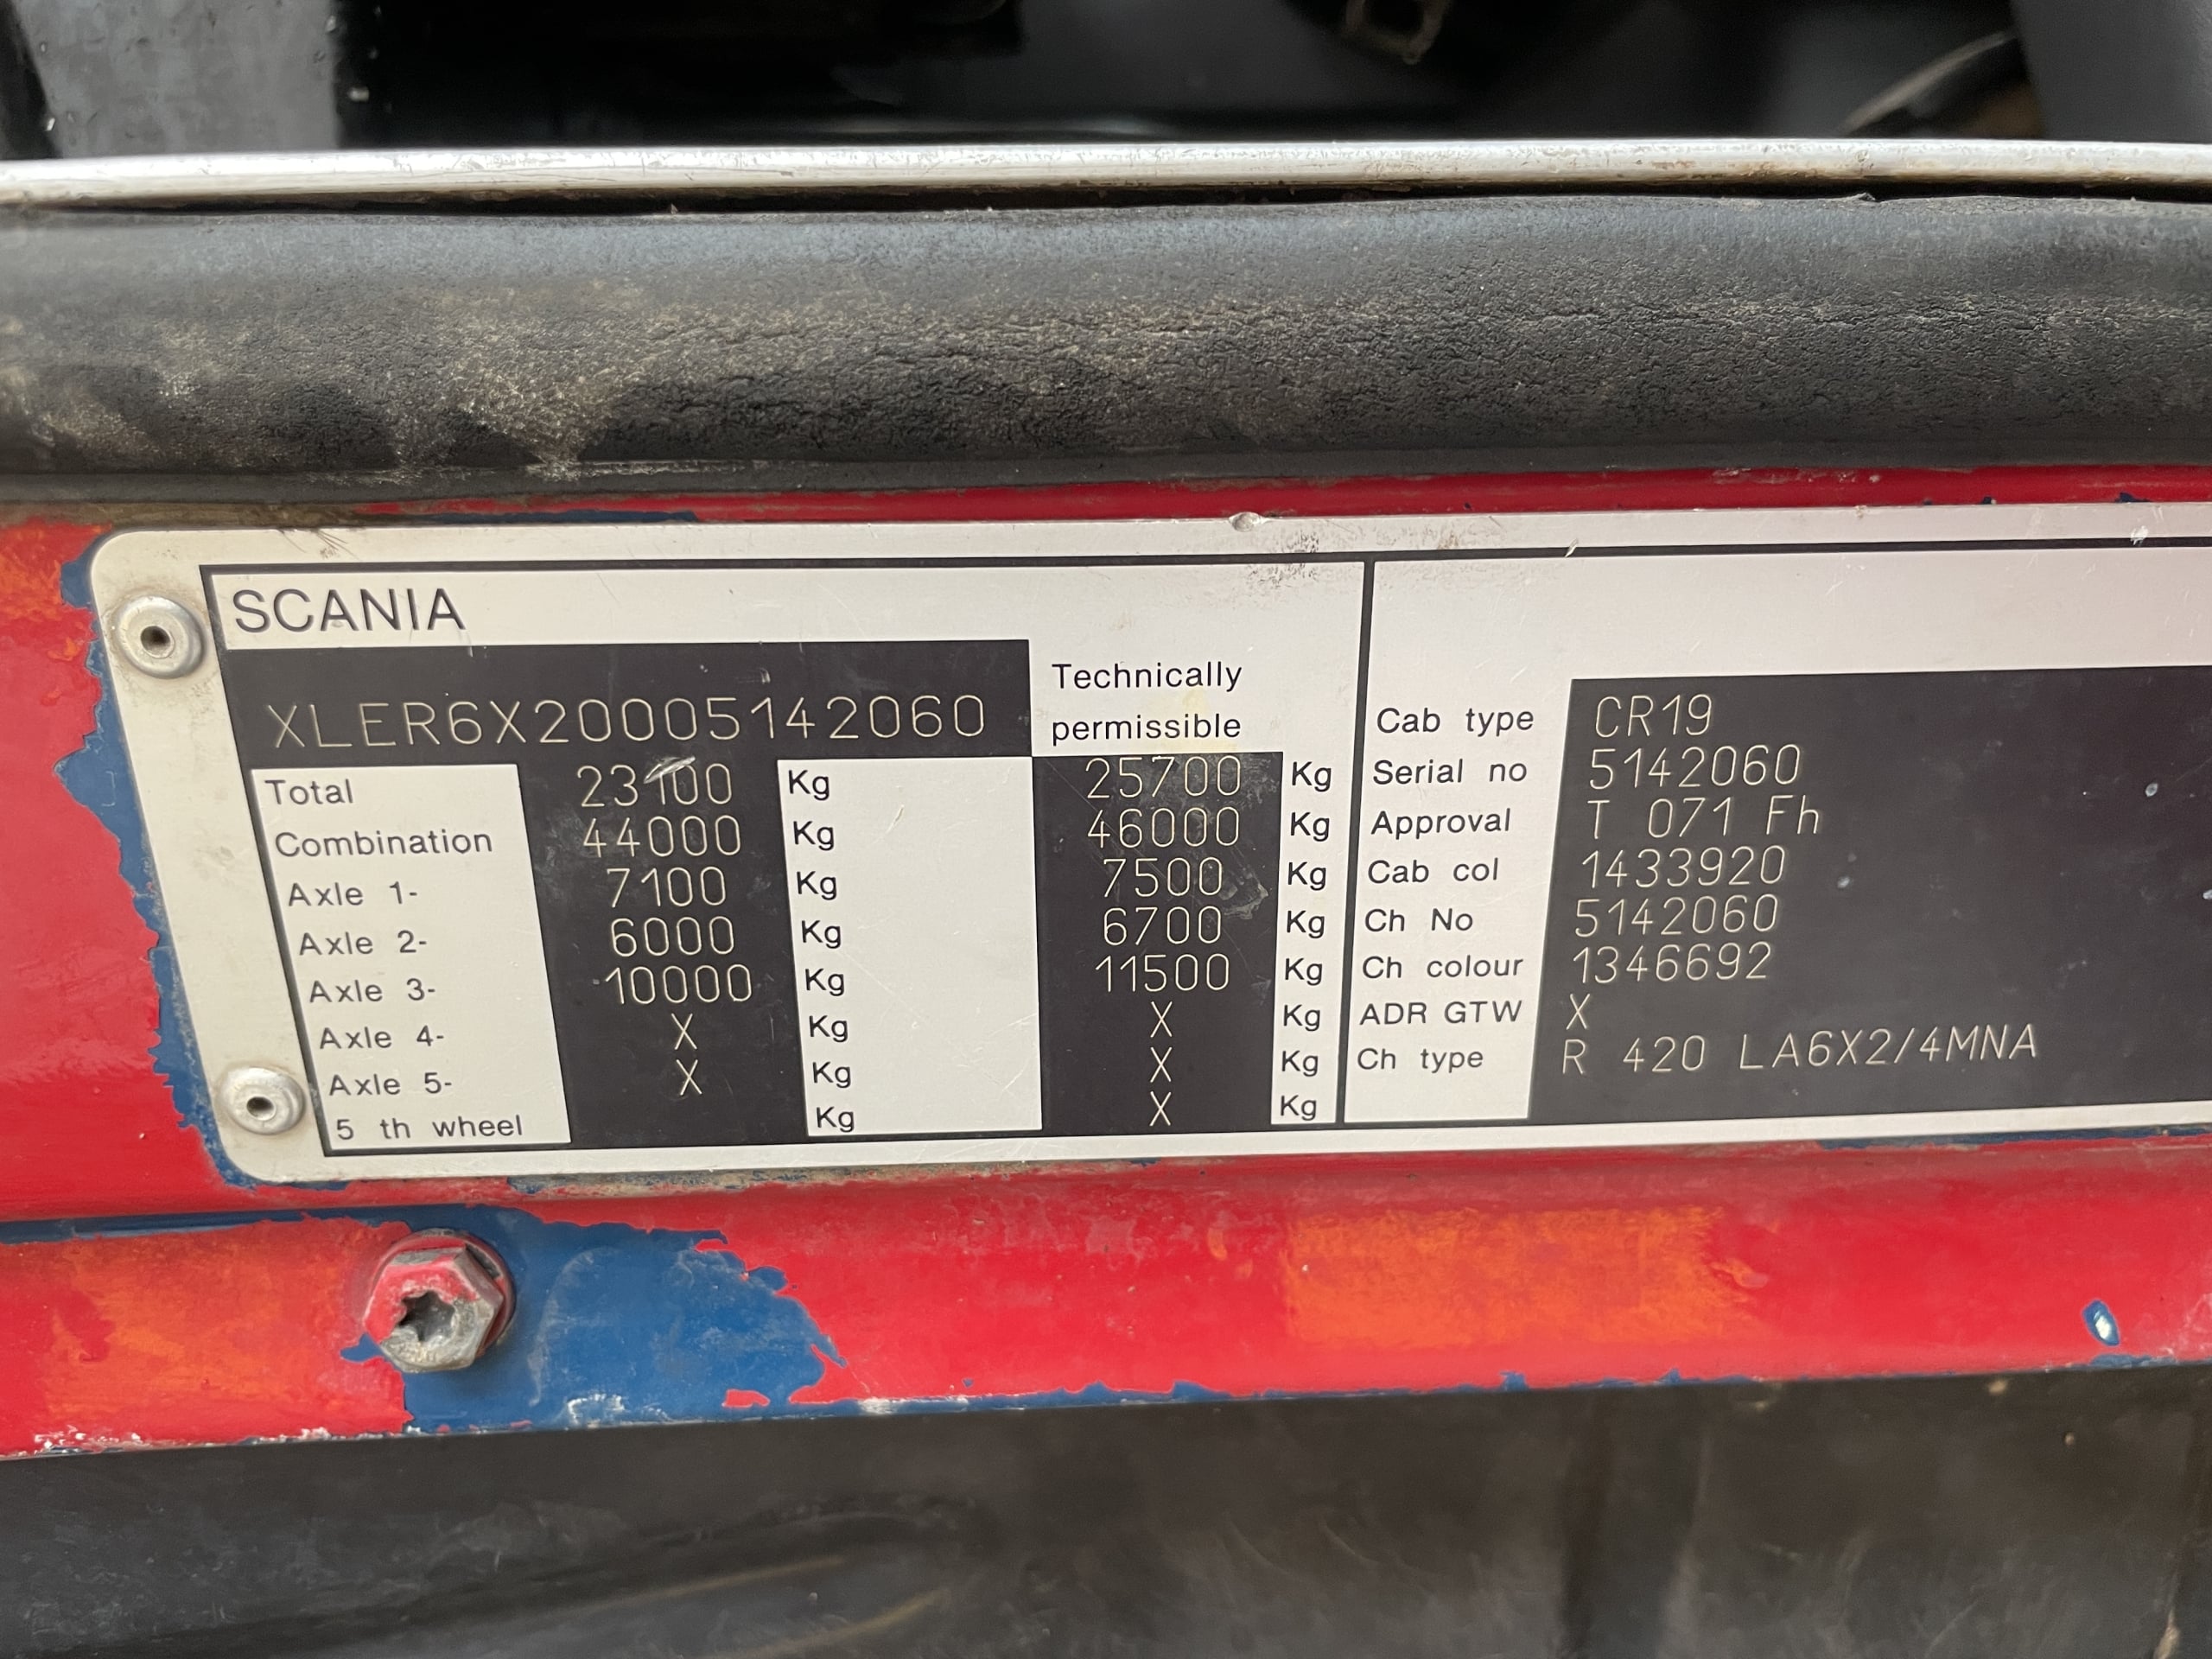 SCANIA
XLER6X20005142060
Technically
permissible
Total 23100 Kg 25700 Kg
Combination 44000 Kg 46000 Kg
Axle 1- 7100 Kg 7500 Kg
Axle 2- 6000 Kg 6700 Kg
Axle 3- 10000 Kg 11500 Kg
Axle 4- X Kg X Kg
Axle 5- X Kg X Kg
5 th wheel Kg X Kg
Cab type CR19
Serial no 5142060
Approval T 071 Fh
Cab col 1433920
Ch No 5142060
Ch colour 1346692
ADR GTW X
Ch type R 420 LA6X2/4MNA